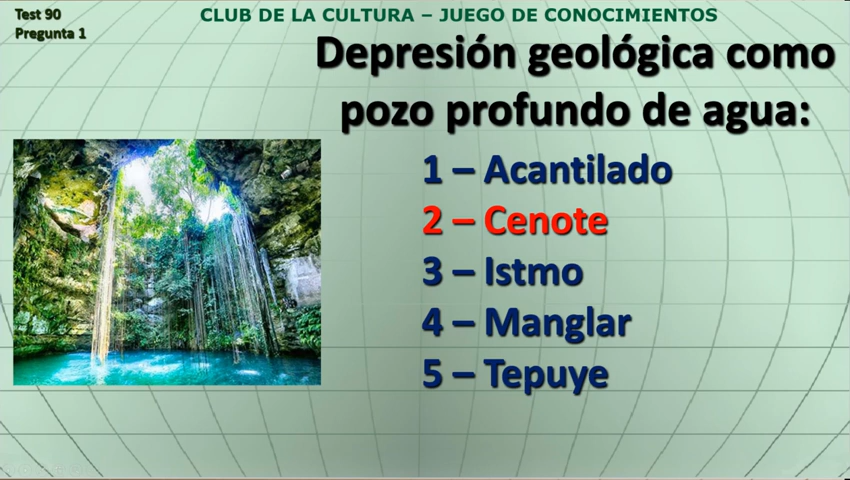 Test 90
Pregunta 1
CLUB DE LA CULTURA – JUEGO DE CONOCIMIENTOS
Depresión geológica como
pozo profundo de agua:
1 – Acantilado
2 – Cenote
3 – Istmo
4 – Manglar
5 – Tepuye